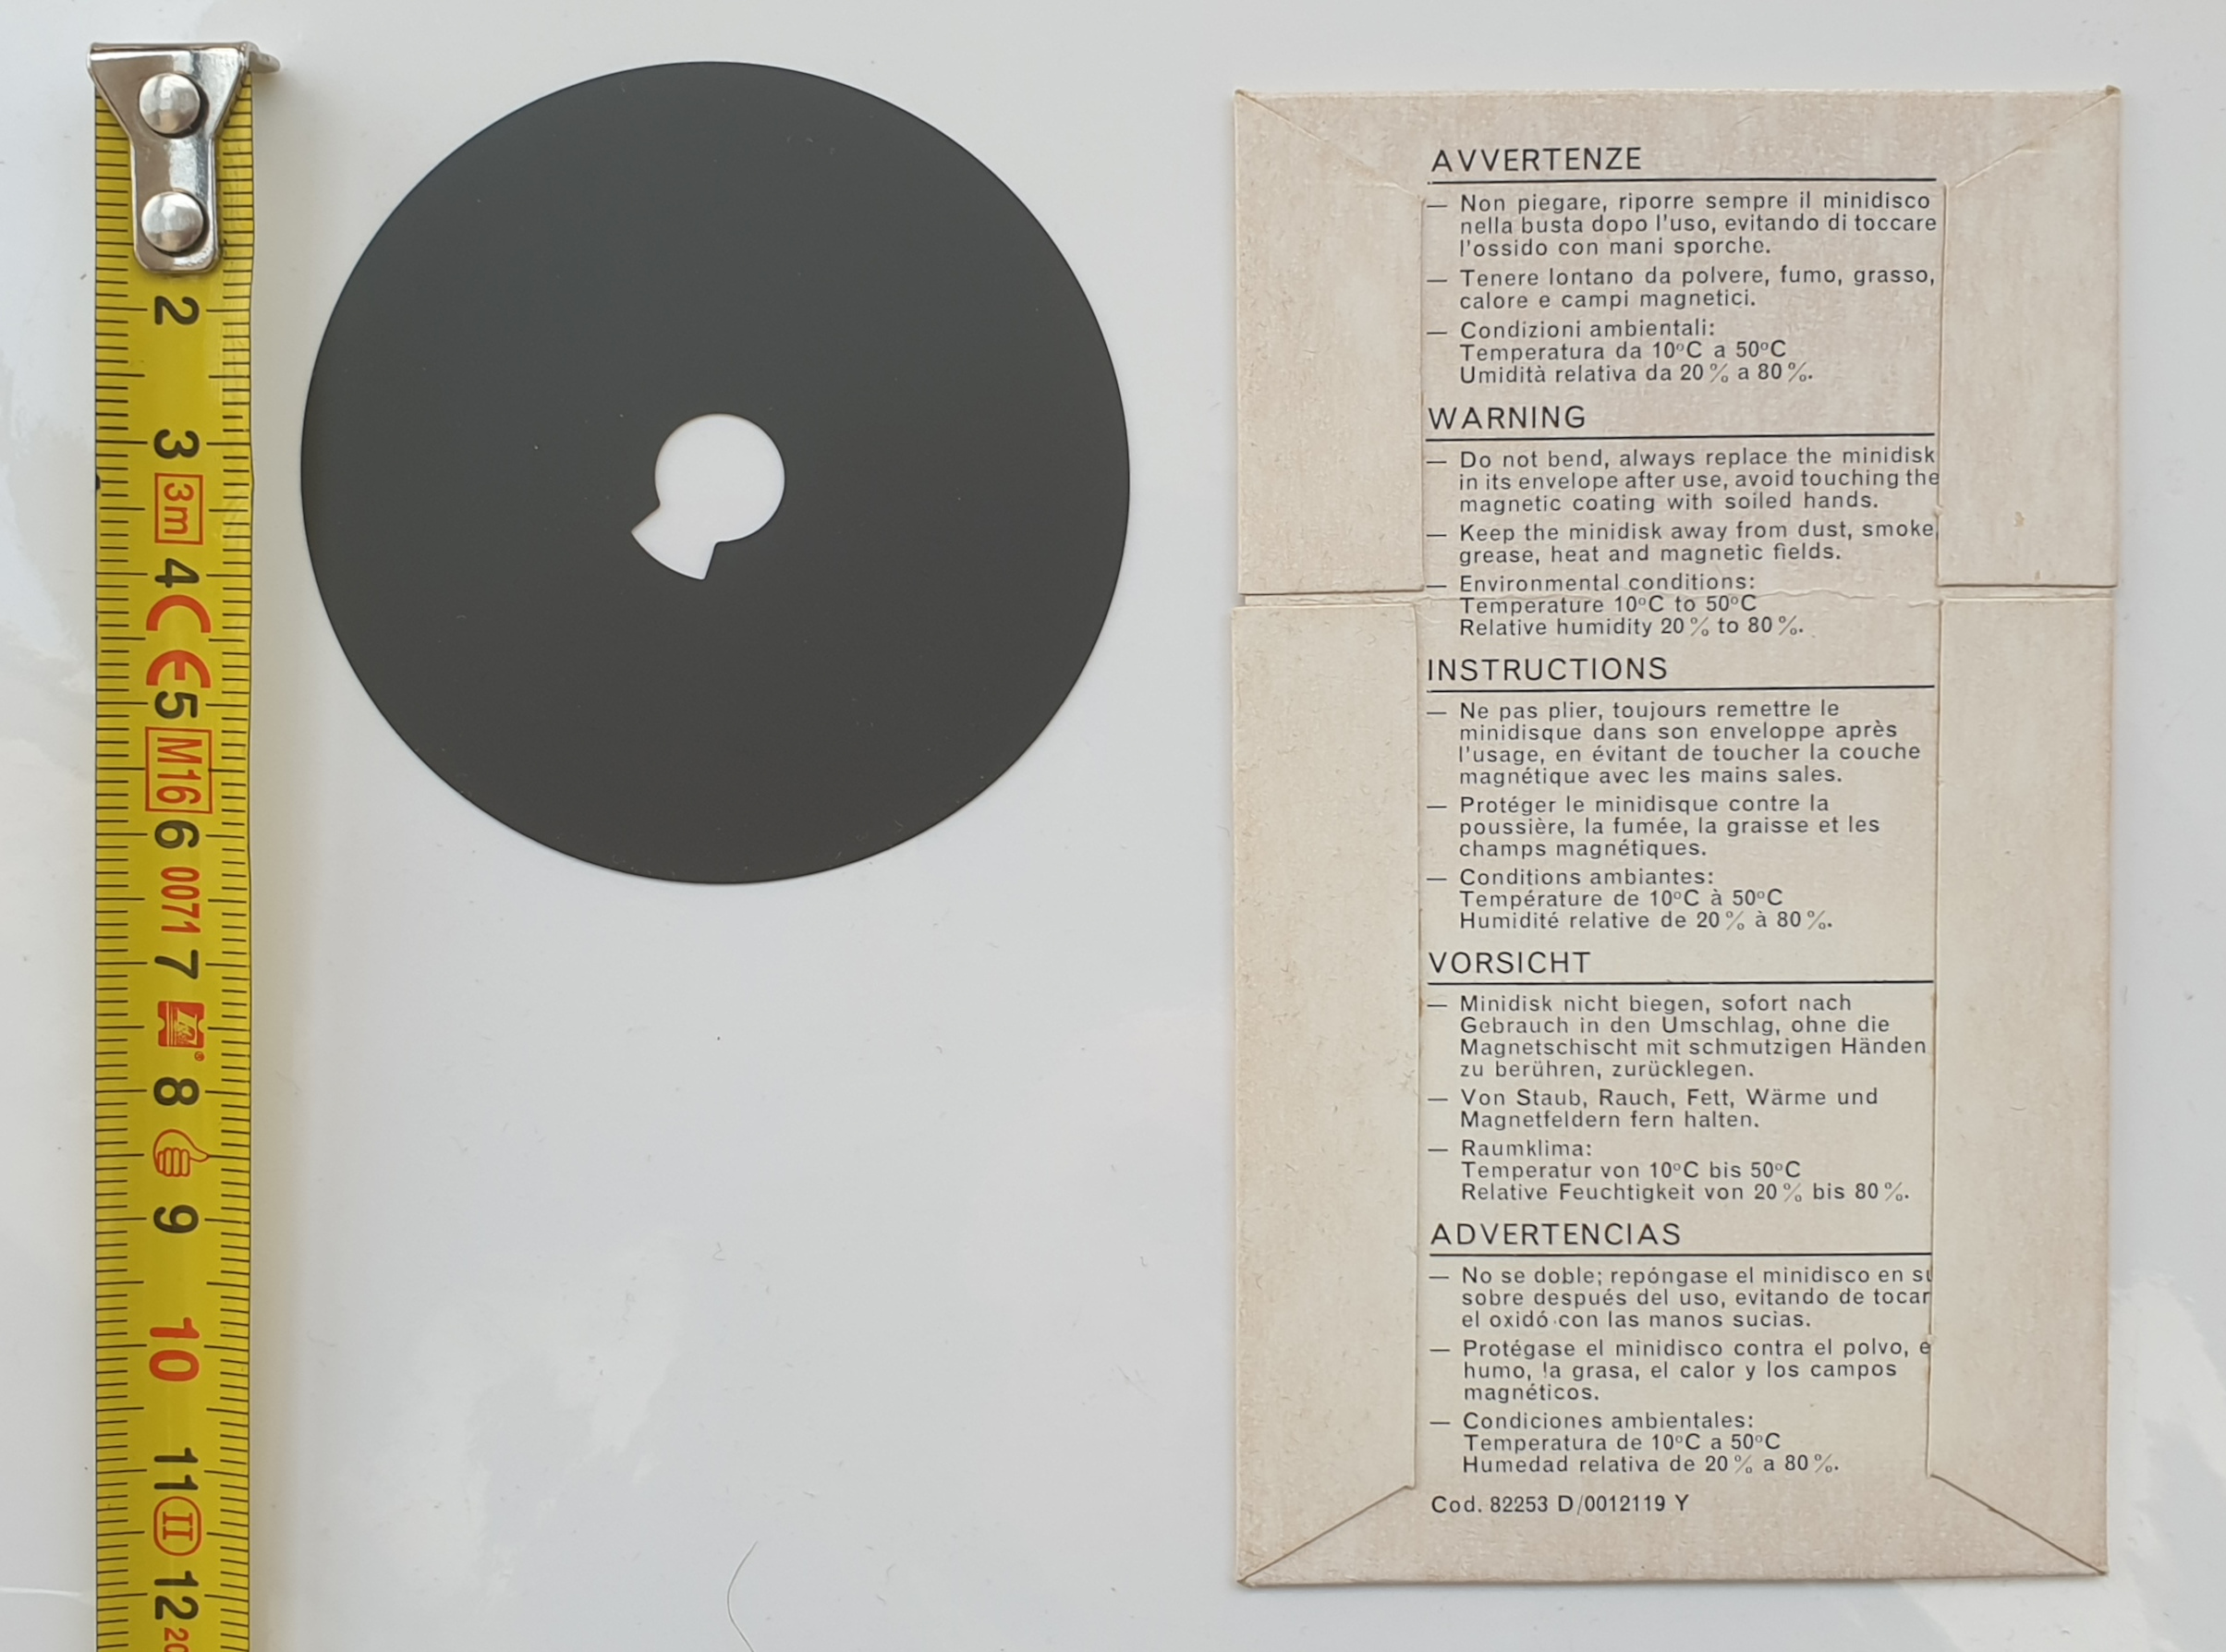 2
3
3m
4
CE
5
M16
6
0071
7
8
9
10
11
II
12
20
AVVERTENZE
— Non piegare, riporre sempre il minidisco
nella busta dopo l'uso, evitando di toccare
l'ossido con mani sporche.
— Tenere lontano da polvere, fumo, grasso,
calore e campi magnetici.
— Condizioni ambientali:
Temperatura da 10°C a 50°C
Umidità relativa da 20% a 80%.
WARNING
— Do not bend, always replace the minidisk
in its envelope after use, avoid touching the
magnetic coating with soiled hands.
— Keep the minidisk away from dust, smoke,
grease, heat and magnetic fields.
— Environmental conditions:
Temperature 10°C to 50°C
Relative humidity 20% to 80%.
INSTRUCTIONS
— Ne pas plier, toujours remettre le
minidisque dans son enveloppe après
l'usage, en évitant de toucher la couche
magnétique avec les mains sales.
— Protéger le minidisque contre la
poussière, la fumée, la graisse et les
champs magnétiques.
— Conditions ambiantes:
Température de 10°C à 50°C
Humidité relative de 20% à 80%.
VORSICHT
— Minidisk nicht biegen, sofort nach
Gebrauch in den Umschlag, ohne die
Magnetschischt mit schmutzigen Händen
zu berühren, zurücklegen.
— Von Staub, Rauch, Fett, Wärme und
Magnetfeldern fern halten.
— Raumklima:
Temperatur von 10°C bis 50°C
Relative Feuchtigkeit von 20% bis 80%.
ADVERTENCIAS
— No se doble; repóngase el minidisco en su
sobre después del uso, evitando de tocar
el oxidó con las manos sucias.
— Protégase el minidisco contra el polvo, e
humo, la grasa, el calor y los campos
magnéticos.
— Condiciones ambientales:
Temperatura de 10°C a 50°C
Humedad relativa de 20% a 80%.
Cod. 82253 D/0012119 Y